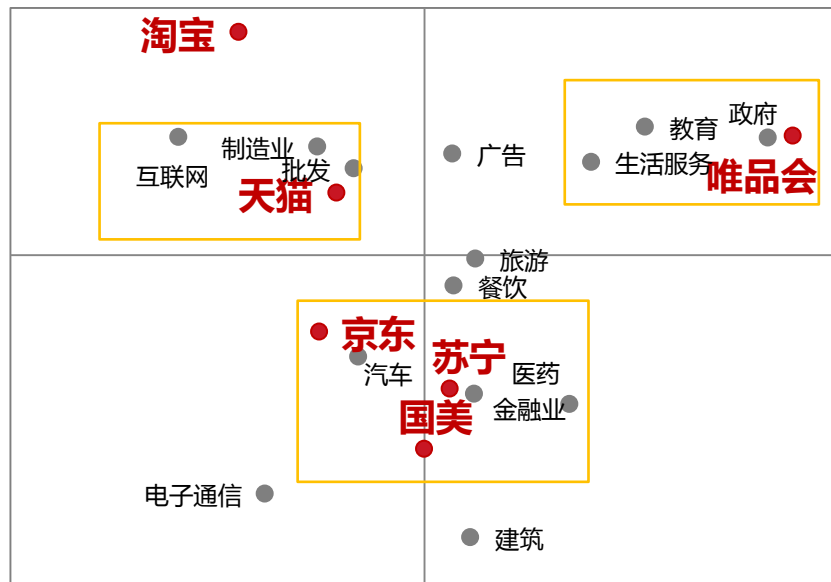 淘宝
政府
教育
制造业
广告
互联网
批发
生活服务
天猫
唯品会
旅游
餐饮
京东
苏宁
汽车
医药
国美
金融业
电子通信
建筑